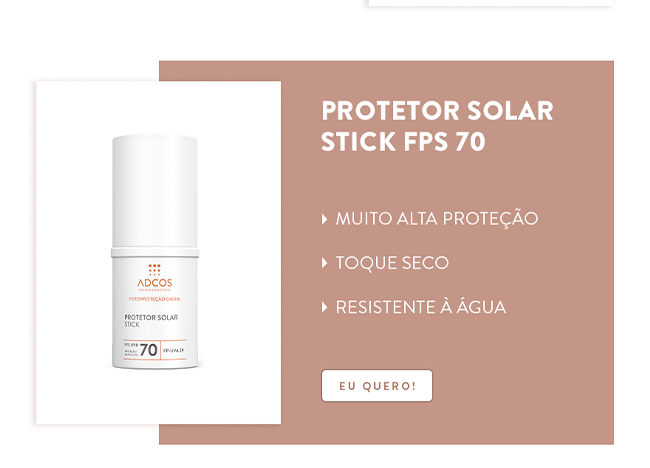 PROTETOR SOLAR
STICK FPS 70
MUITO ALTA PROTEÇÃO
TOQUE SECO
RESISTENTE À ÁGUA
EU QUERO!
ADCOS
FOTOPROTEÇÃO DIÁRIA
PROTETOR SOLAR
STICK
70